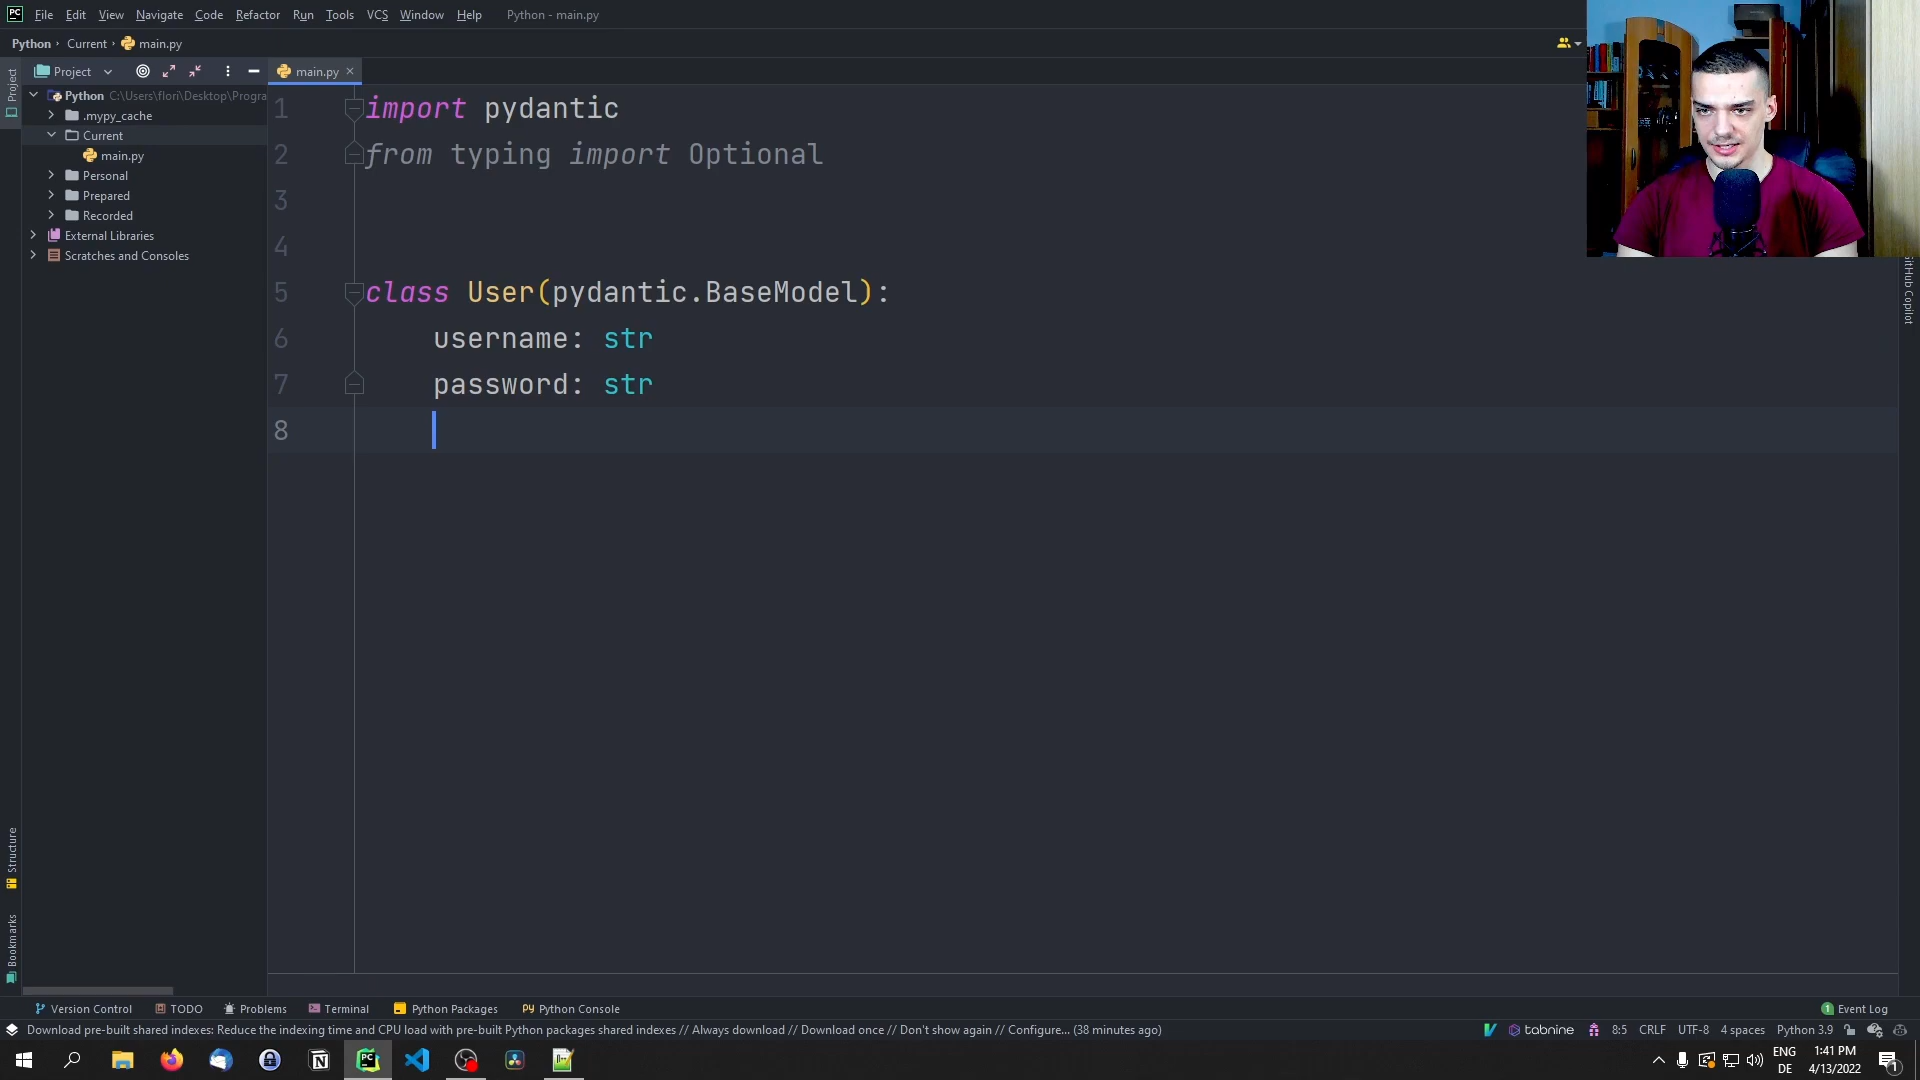 PC File Edit View Navigate Code Refactor Run Tools VCS Window Help Python - main.py
Python Current main.py
Project main.py
Python C:\Users\flori\Desktop\Progra
.mypy_cache
Current
main.py
Personal
Prepared
Recorded
External Libraries
Scratches and Consoles
Project
Structure
Bookmarks
1 import pydantic
2 from typing import Optional
3
4
5 class User(pydantic.BaseModel):
6 username: str
7 password: str
8
GitHub Copilot
Version Control TODO Problems Terminal Python Packages Python Console 1 Event Log
Download pre-built shared indexes: Reduce the indexing time and CPU load with pre-built Python packages shared indexes // Always download // Download once // Don't show again // Configure... (38 minutes ago) tabnine 8:5 CRLF UTF-8 4 spaces Python 3.9
ENG 1:41 PM
DE 4/13/2022 1